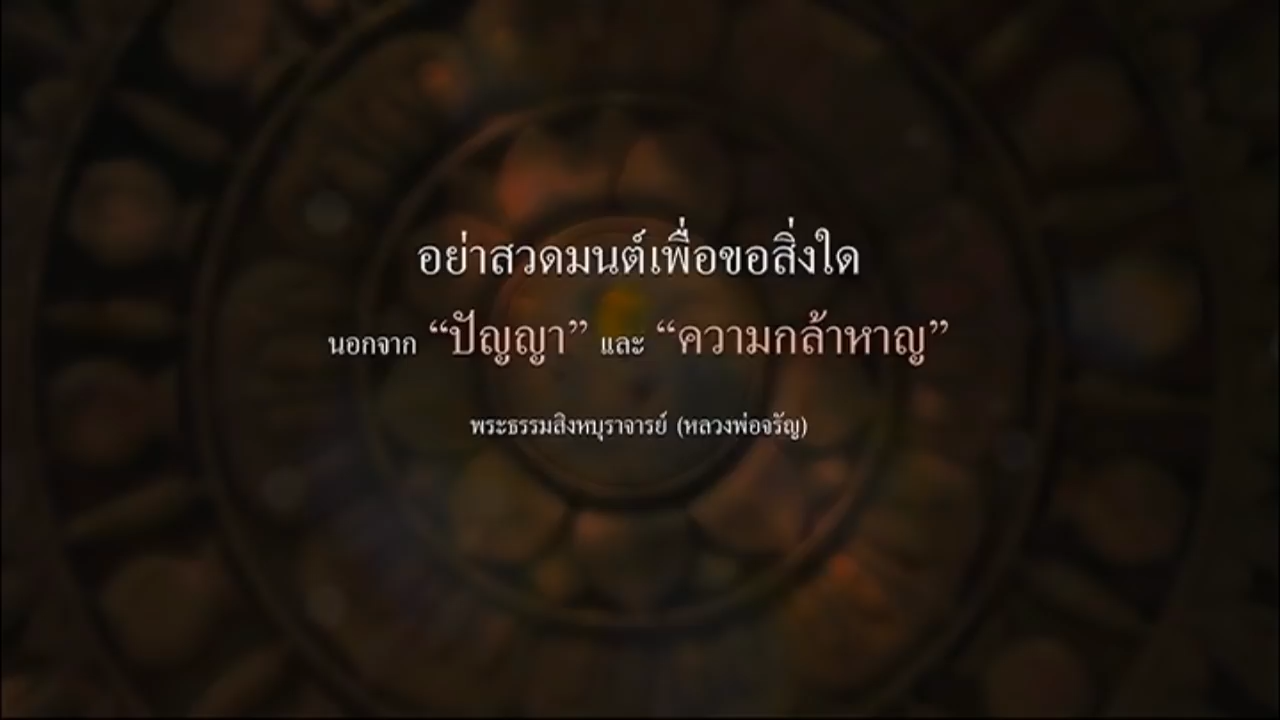 อย่าสวดมนต์เพื่อขอสิ่งใด
นอกจาก “ปัญญา” และ “ความกล้าหาญ”
พระธรรมสิงหบุราจารย์ (หลวงพ่อจรัญ)